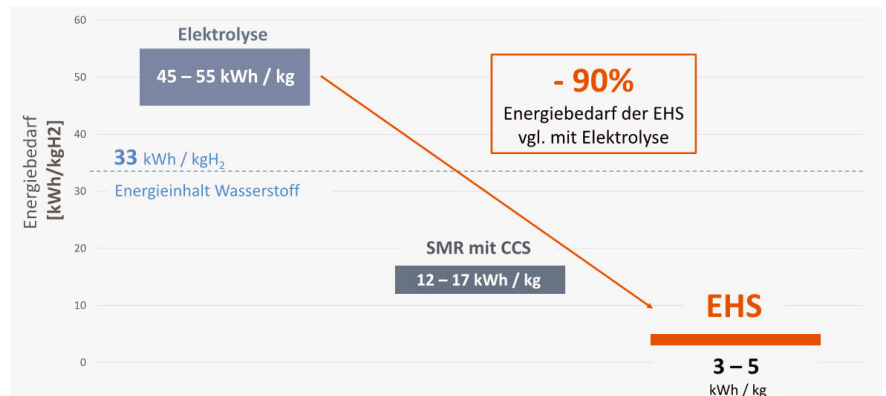 60
50
40
30
20
10
0
Energiebedarf
[kWh/kgH2]
Elektrolyse
45 – 55 kWh / kg
33 kWh / kgH₂
Energieinhalt Wasserstoff
SMR mit CCS
12 – 17 kWh / kg
- 90%
Energiebedarf der EHS
vgl. mit Elektrolyse
EHS
3 – 5
kWh / kg